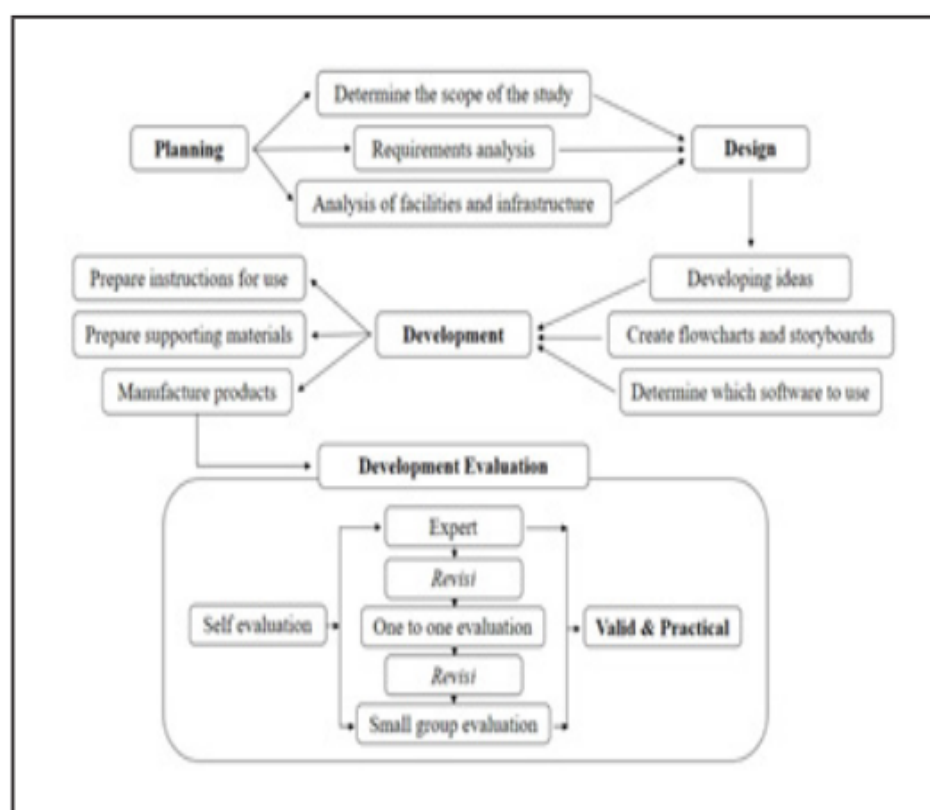 Determine the scope of the study
Planning
Requirements analysis
Design
Analysis of facilities and infrastructure
Prepare instructions for use
Developing ideas
Prepare supporting materials
Development
Create flowcharts and storyboards
Manufacture products
Determine which software to use
Development Evaluation
Expert
Revisi
Self evaluation
One to one evaluation
Valid & Practical
Revisi
Small group evaluation